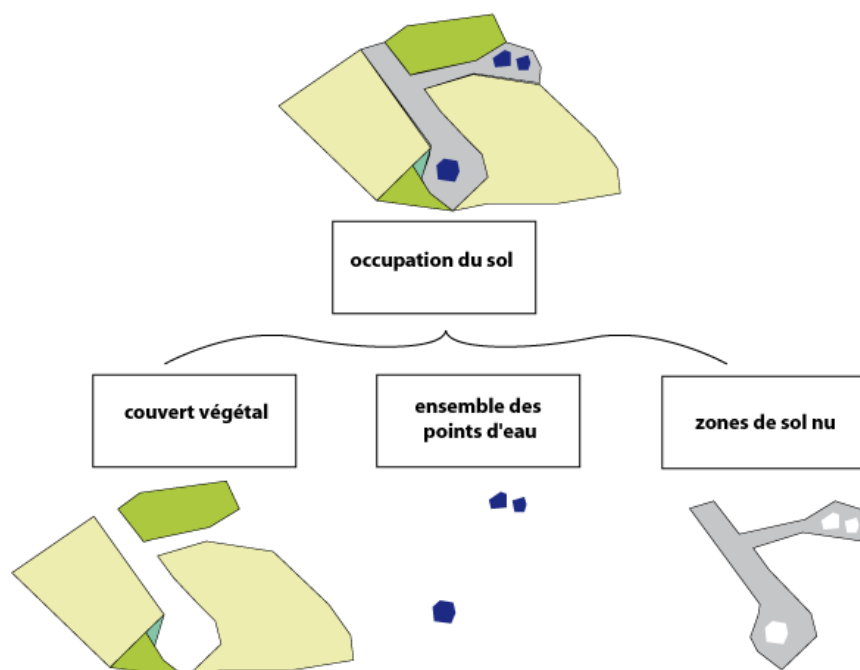 occupation du sol
couvert végétal
ensemble des
points d'eau
zones de sol nu